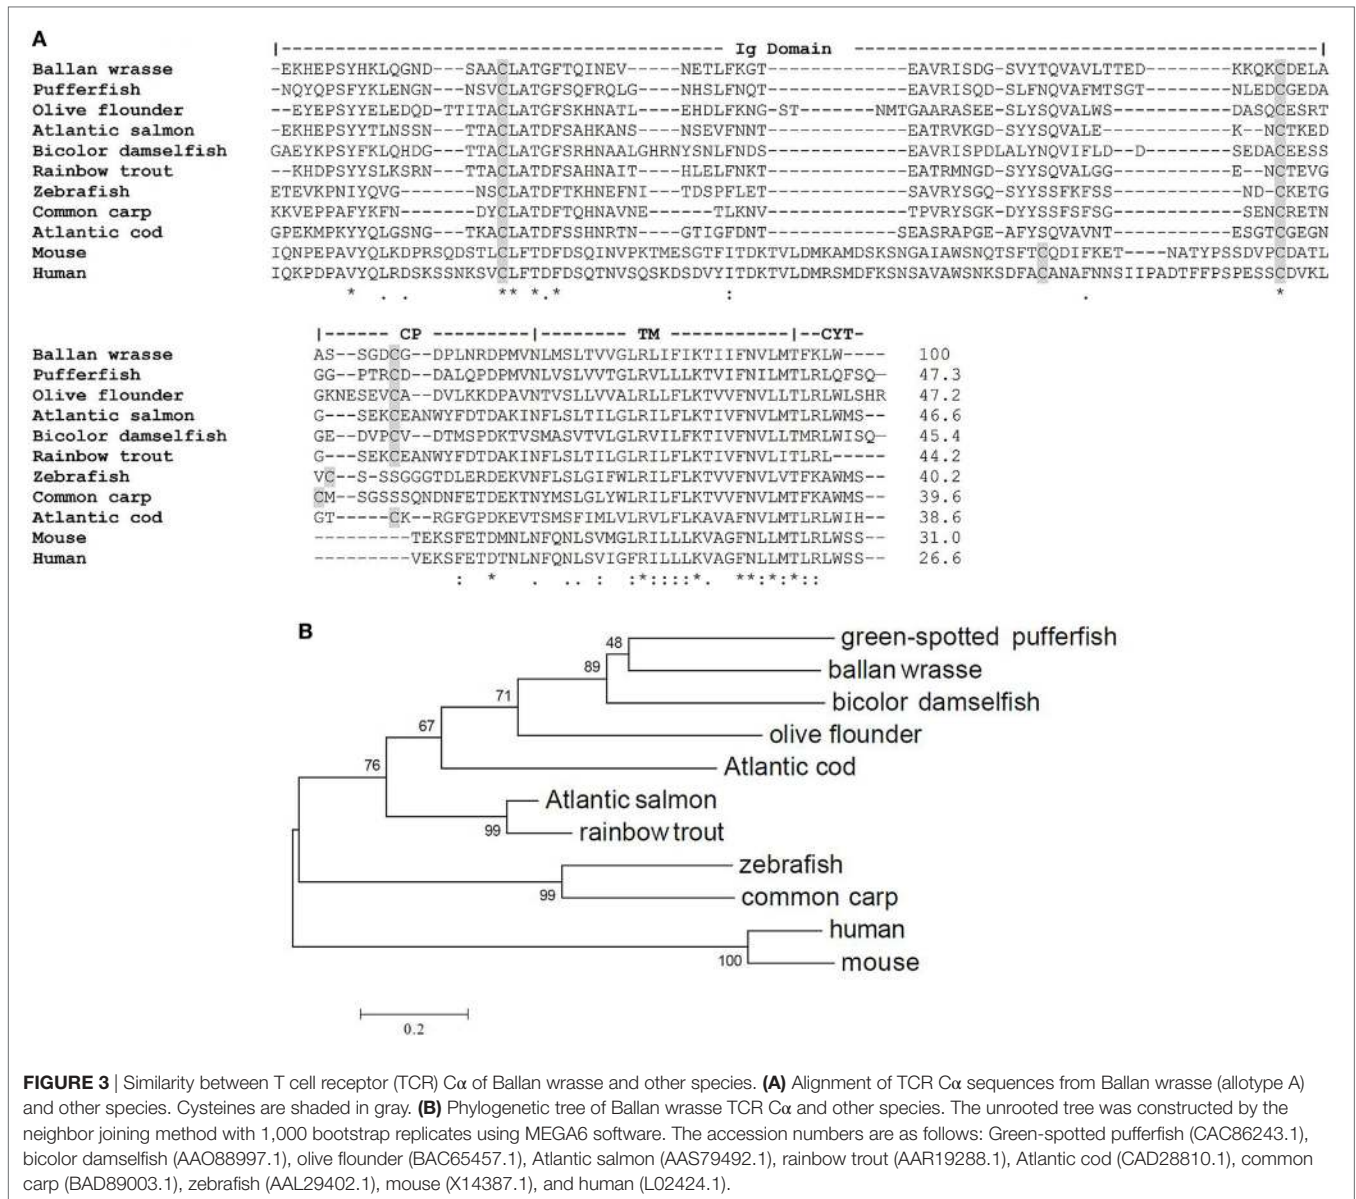 A
|---------------------------------------- Ig Domain ------------------------------------------|
Ballan wrasse -EKHEPSYHKLQGND---SAACLATGFTQINEV-----NETLFKGT-------------EAVRISDG-SVYTQVAVLTTED--------KKQKCDELA
Pufferfish -NQYQPSFYKLENGN---NSVCLATGFSQFRQLG----NHSLFNQT-------------EAVRISQD-SLFNQVAFMTSGT--------NLEDCGEDA
Olive flounder --EYEPSYYELEDQD-TTITACLATGFSKHNATL----EHDLFKNG-ST-------NMTGAARASEE-SLYSQVALWS-----------DASQCESRT
Atlantic salmon --EKHEPSYYTLNSSN---TTACLATDFSAHKANS----NSEVFNNT-------------EATRVKGD-SYYSQVALE------------K--NCTKED
Bicolor damselfish GAEYKPSYFKLQHDG---TTACLATGFSRHNAALGHRNYSNLFNDS-------------EAVRISPDLALYNQVIFLD--D--------SEDACEESS
Rainbow trout --KHDPSYYSLKSRN---TTACLATDFSAHNAIT----HLELFNKT-------------EATRMNGD-SYYSQVALGG-----------E--NCTEVG
Zebrafish ETEVKPNIYQVG-------NSCLATDFTKHNEFNI---TDSPFLET-------------SAVRYSGQ-SYYSSFKFSS-----------ND-CKETG
Common carp KKVEPPAFYKFN-------DYCLATDFTQHNAVNE------TLKNV-------------TPVRYSGK-DYYSSFSFSG------------SENCRETN
Atlantic cod GPEKMPKYYQLGSNG---TKACLATDFSSHNRTN----GTIGFDNT-------------SEASRAPGE-AFYSQVAVNT-----------ESGTCGEGN
Mouse IQNPEPAVYQLKDPRSQDSTLCLFTDFDSQINVPKTMESGTFITDKTVLDMKAMDSKSNGAIAWSNQTSFTCQDIFKET----NATYPSSDVPCDATL
Human IQKPDPAVYQLRDSKSSNKSVCLFTDFDSQTNVSQSKDSDVYITDKTVLDMRSMDFKSNSAVAWSNKSDFACANAFNNSIIPADTFFPSPESSCDVKL
* . . ** *.* : . *
|------ CP ---------|-------- TM -----------|--CYT-
Ballan wrasse AS--SGDCG--DPLNRDPMVNLMSLTVVGLRLIFIKTIIFNVLMTFKLW---- 100
Pufferfish GG--PTRCD--DALQPDPMVNLVSLVVTGLRVLLLKTVIFNILMTLRLQFSQ- 47.3
Olive flounder GKNESEVCA--DVLKKDPAVNTVSLLVVALRLLFLKTVVFNVLLTLRLWLSHR 47.2
Atlantic salmon G---SEKCEANWYFDTDAKINFLSLTILGLRILFLKTVVFNVLMTLRLWMS-- 46.6
Bicolor damselfish GE--DVPCV--DTMSPDKTVSMASVTVLGLRVILFKTIVFNVLLTMRLWISQ- 45.4
Rainbow trout G---SEKCEANWYFDTDAKINFLSLTILGLRILFLKTIVFNVLITLRL----- 44.2
Zebrafish VC--S-SSGGGTDLERDEKVNFLSLGIFWLRILFLKTVVFNVLVTFKAWMS-- 40.2
Common carp CM--SGSSSQNDNFETDEKTNYMSLGLYWLRILFLKTVVFNVLMTFKAWMS-- 39.6
Atlantic cod GT-----CK--RGFGPDKEVTSMSFIMLVLRVLFLKAVAFNVLMTLRLWIH-- 38.6
Mouse ---------TEKSFETDMNLNFQNLSVMGLRILLLKVAGFNLLMTLRLWSS-- 31.0
Human ---------VEKSFETDTNLNFQNLSVIGFRILLLKVAGFNLLMTLRLWSS-- 26.6
: * . .. : :*::::*. **:*:*::
B
green-spotted pufferfish
48
ballan wrasse
89
bicolor damselfish
71
olive flounder
67
Atlantic cod
76
Atlantic salmon
99
rainbow trout
zebrafish
99
common carp
human
100
mouse
0.2
FIGURE 3 | Similarity between T cell receptor (TCR) Cα of Ballan wrasse and other species. (A) Alignment of TCR Cα sequences from Ballan wrasse (allotype A)
and other species. Cysteines are shaded in gray. (B) Phylogenetic tree of Ballan wrasse TCR Cα and other species. The unrooted tree was constructed by the
neighbor joining method with 1,000 bootstrap replicates using MEGA6 software. The accession numbers are as follows: Green-spotted pufferfish (CAC86243.1),
bicolor damselfish (AAO88997.1), olive flounder (BAC65457.1), Atlantic salmon (AAS79492.1), rainbow trout (AAR19288.1), Atlantic cod (CAD28810.1), common
carp (BAD89003.1), zebrafish (AAL29402.1), mouse (X14387.1), and human (L02424.1).